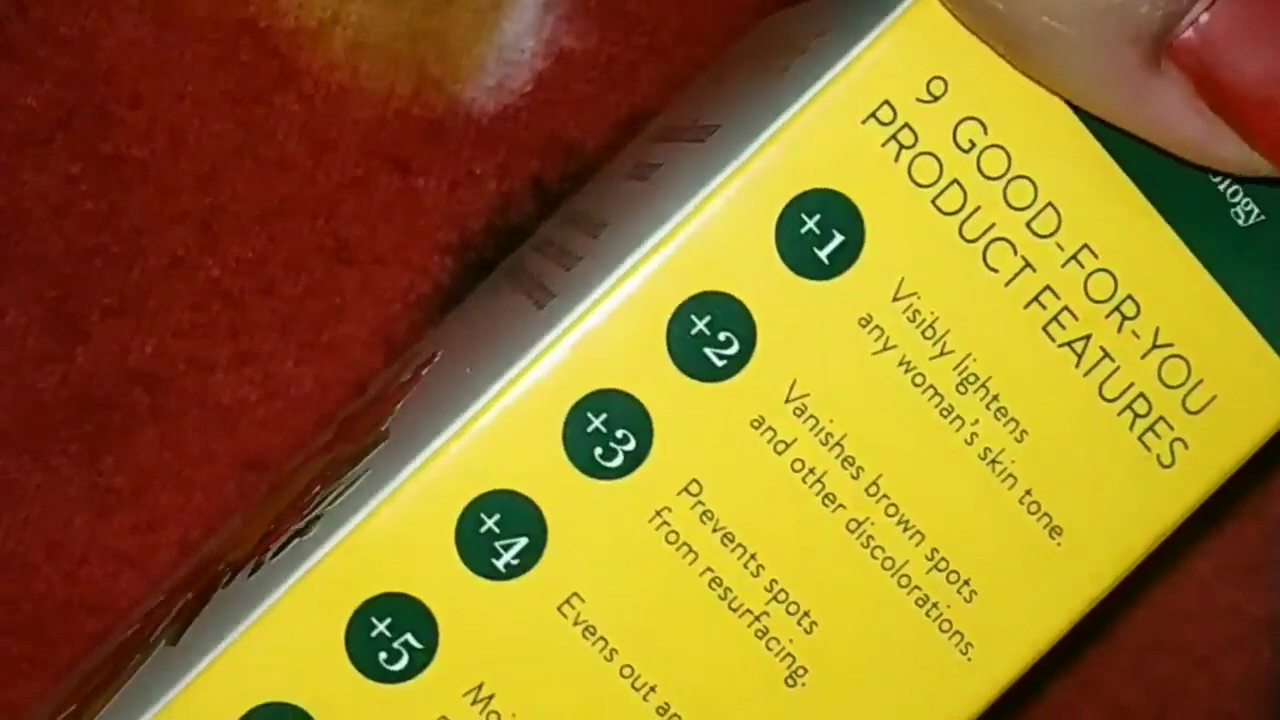 9 GOOD-FOR-YOU
PRODUCT FEATURES
+1
Visibly lightens
any woman's skin tone.
+2
Vanishes brown spots
and other discolorations.
+3
Prevents spots
from resurfacing.
+4
Evens out
+5